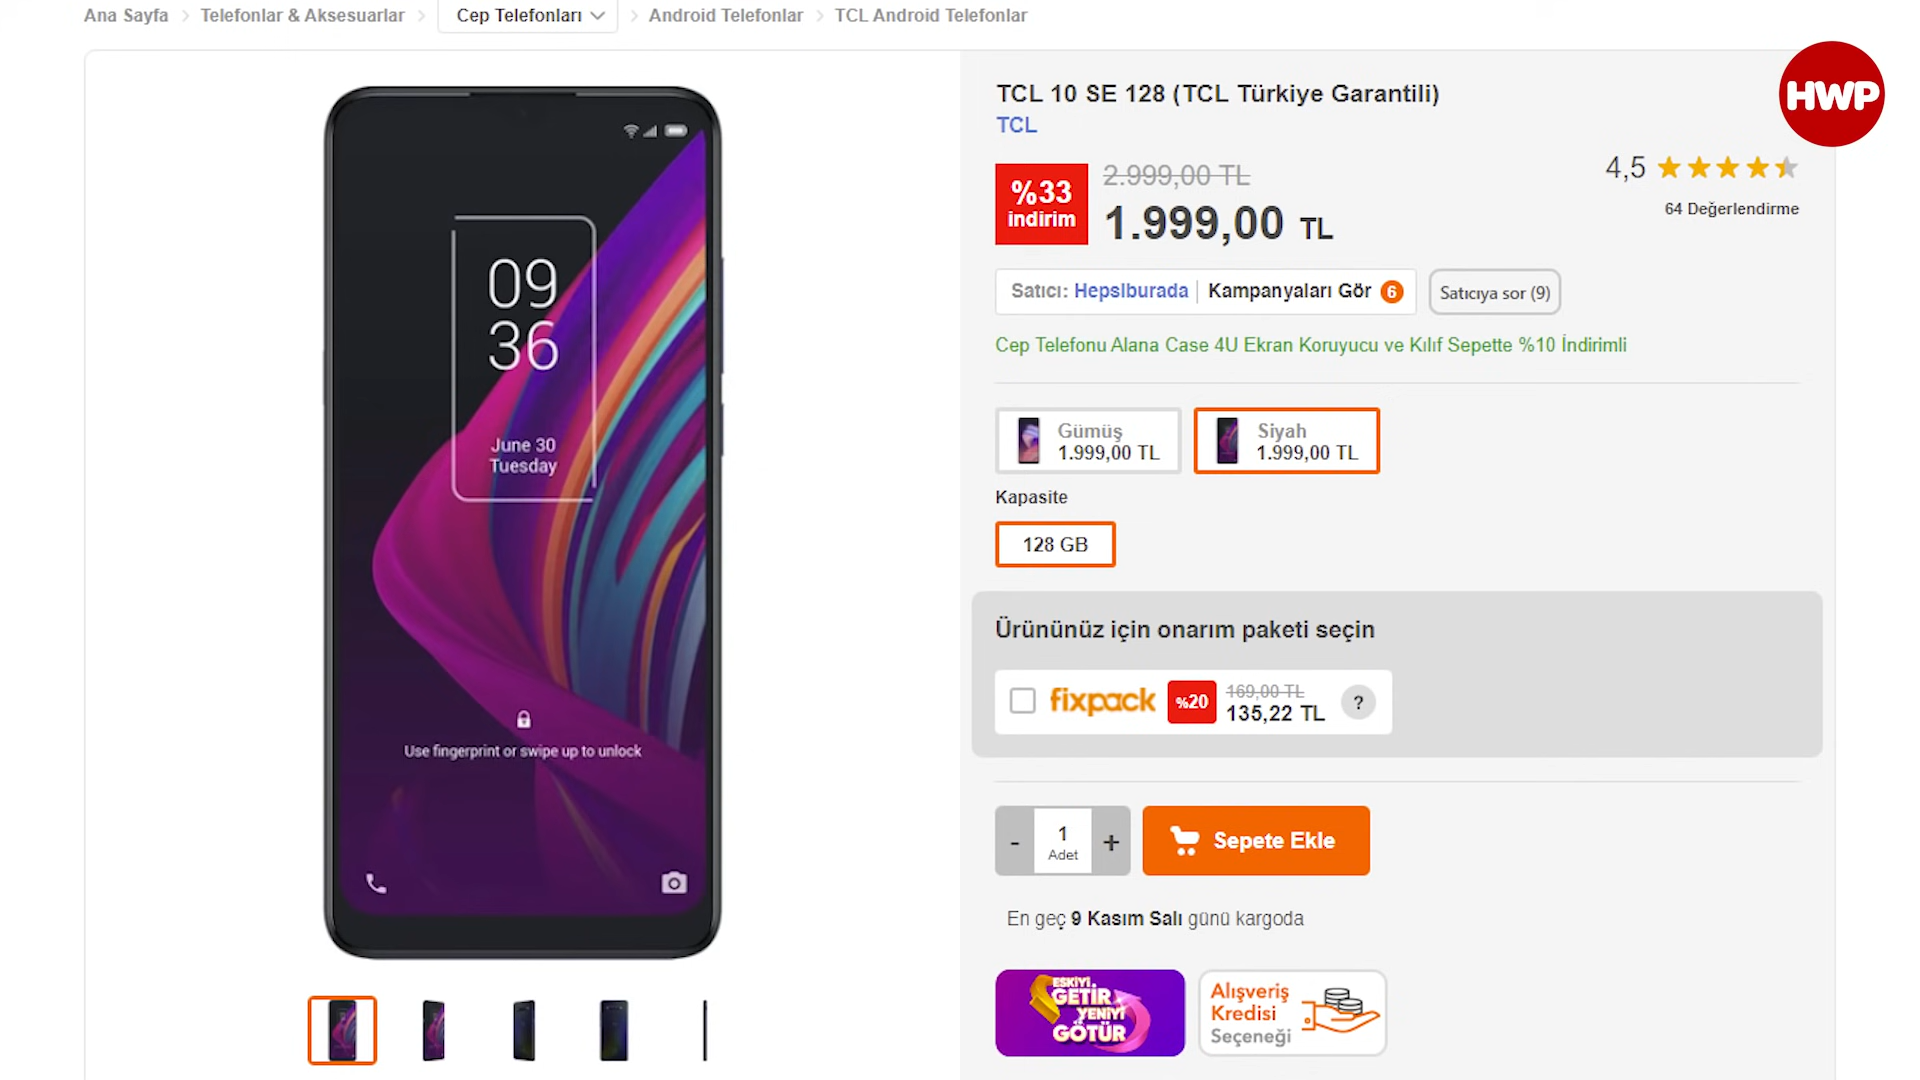 Ana Sayfa
Telefonlar & Aksesuarlar
Cep Telefonları
Android Telefonlar
TCL Android Telefonlar
HWP
09
36
June 30
Tuesday
Use fingerprint or swipe up to unlock
TCL 10 SE 128 (TCL Türkiye Garantili)
TCL
%33
indirim
2.999,00 TL
1.999,00 TL
4,5
64 Değerlendirme
Satıcı: Hepsiburada
Kampanyaları Gör 6
Satıcıya sor (9)
Cep Telefonu Alana Case 4U Ekran Koruyucu ve Kılıf Sepette %10 İndirimli
Gümüş
1.999,00 TL
Siyah
1.999,00 TL
Kapasite
128 GB
Ürününüz için onarım paketi seçin
fixpack
%20
169,00 TL
135,22 TL
?
-
1
Adet
+
Sepete Ekle
En geç 9 Kasım Salı günü kargoda
ESKİYİ
GETİR
YENİYİ
GÖTÜR
Alışveriş
Kredisi
Seçeneği